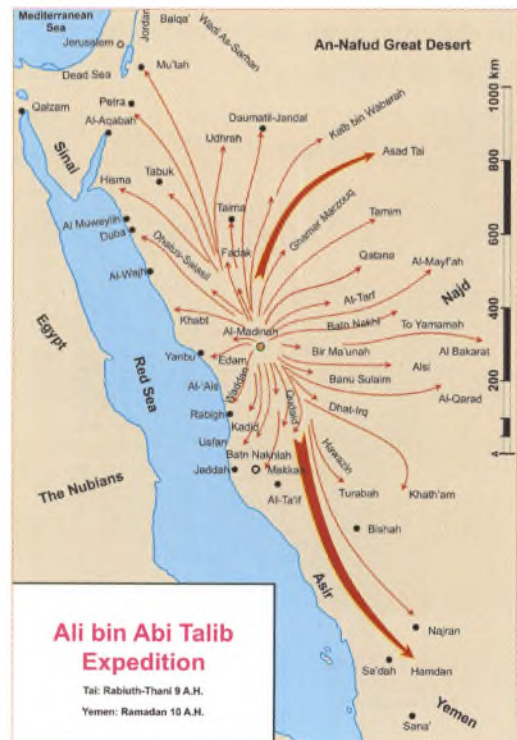 Mediterranean
Sea
Jordan
Balqa'
Wadi As-Sarhan
An-Nafud Great Desert
Jerusalem
Dead Sea
Mu'tah
Qalzam
Petra
Al-Aqabah
Daumatil-Jandal
Kalb bin Wabarah
Udhrah
Asad Tai
Sinai
Hisma
Tabuk
Taima
Ghamar Marzouq
Tamim
Al Muweylih
Duba
Dhatus-Salasil
Fadak
Qatana
Al-Mayf'ah
Al-Wajh
At-Tarf
Najd
Egypt
Khabt
Al-Madinah
Batn Nakhl
To Yamamah
Yanbu
Edam
Bir Ma'unah
Al Bakarat
Red Sea
Al-'Ais
Waddan
Banu Sulaim
Alsi
Qudaid
Dhat-Irq
Al-Qarad
Rabigh
Kadid
Usfan
Batn Nakhlah
Hawazin
Jeddah
Makkah
The Nubians
Al-Ta'if
Turabah
Khath'am
Bishah
Asir
Najran
Sa'dah
Hamdan
Yemen
Sana'
1000 km
800
600
400
200
Ali bin Abi Talib
Expedition
Tai: Rabiuth-Thani 9 A.H.
Yemen: Ramadan 10 A.H.